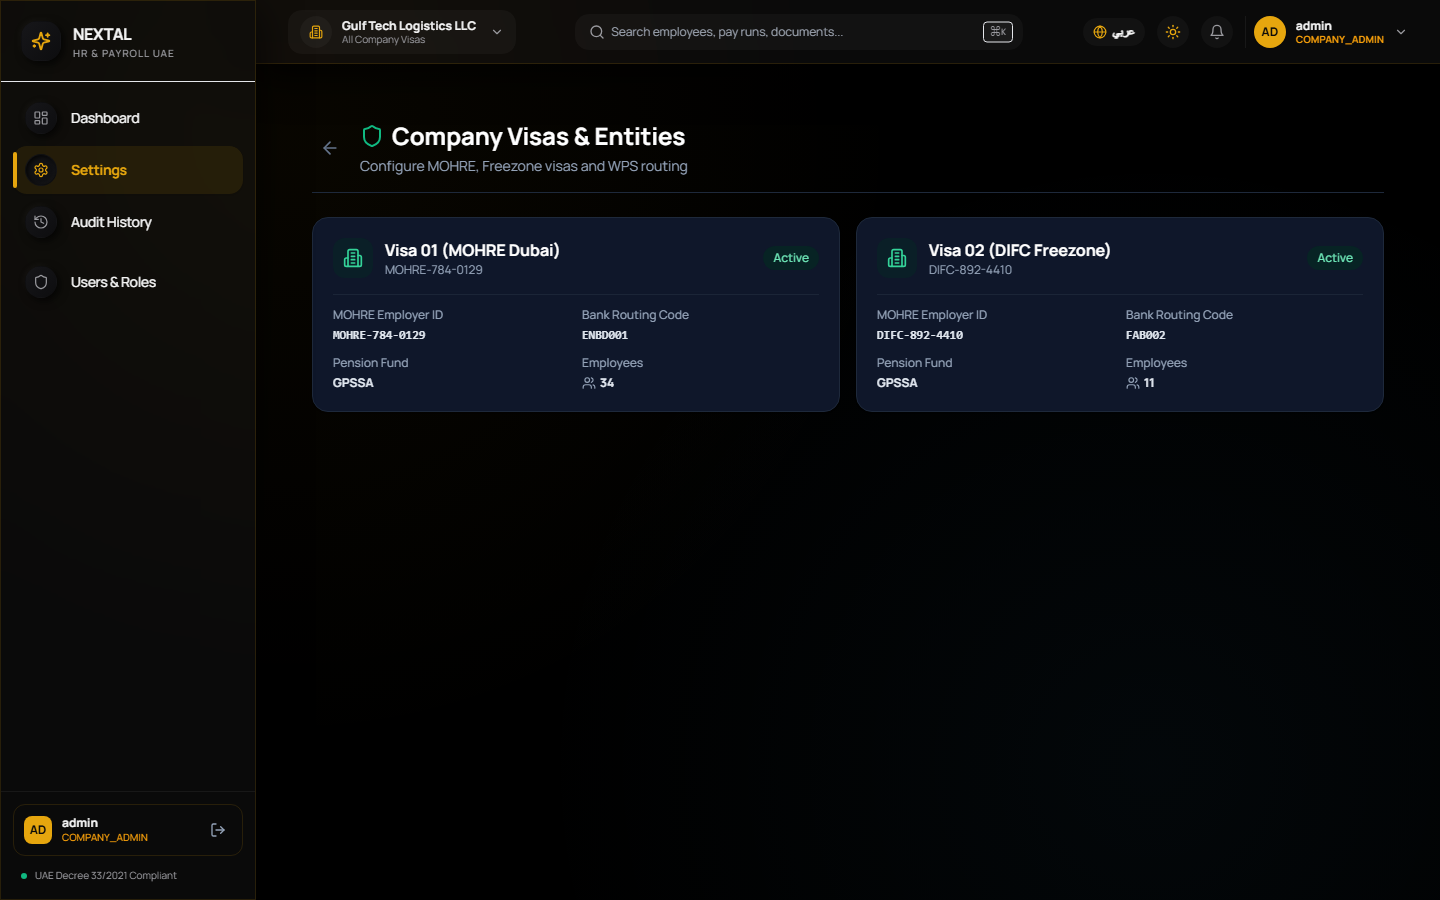 NEXTAL
HR & PAYROLL UAE
Dashboard
Settings
Audit History
Users & Roles
AD
admin
COMPANY_ADMIN
UAE Decree 33/2021 Compliant
Gulf Tech Logistics LLC
All Company Visas
Search employees, pay runs, documents...
⌘K
عربي
AD
admin
COMPANY_ADMIN
Company Visas & Entities
Configure MOHRE, Freezone visas and WPS routing
Visa 01 (MOHRE Dubai)
MOHRE-784-0129
Active
MOHRE Employer ID
Bank Routing Code
MOHRE-784-0129
ENBD001
Pension Fund
Employees
GPSSA
34
Visa 02 (DIFC Freezone)
DIFC-892-4410
Active
MOHRE Employer ID
Bank Routing Code
DIFC-892-4410
FAB002
Pension Fund
Employees
GPSSA
11